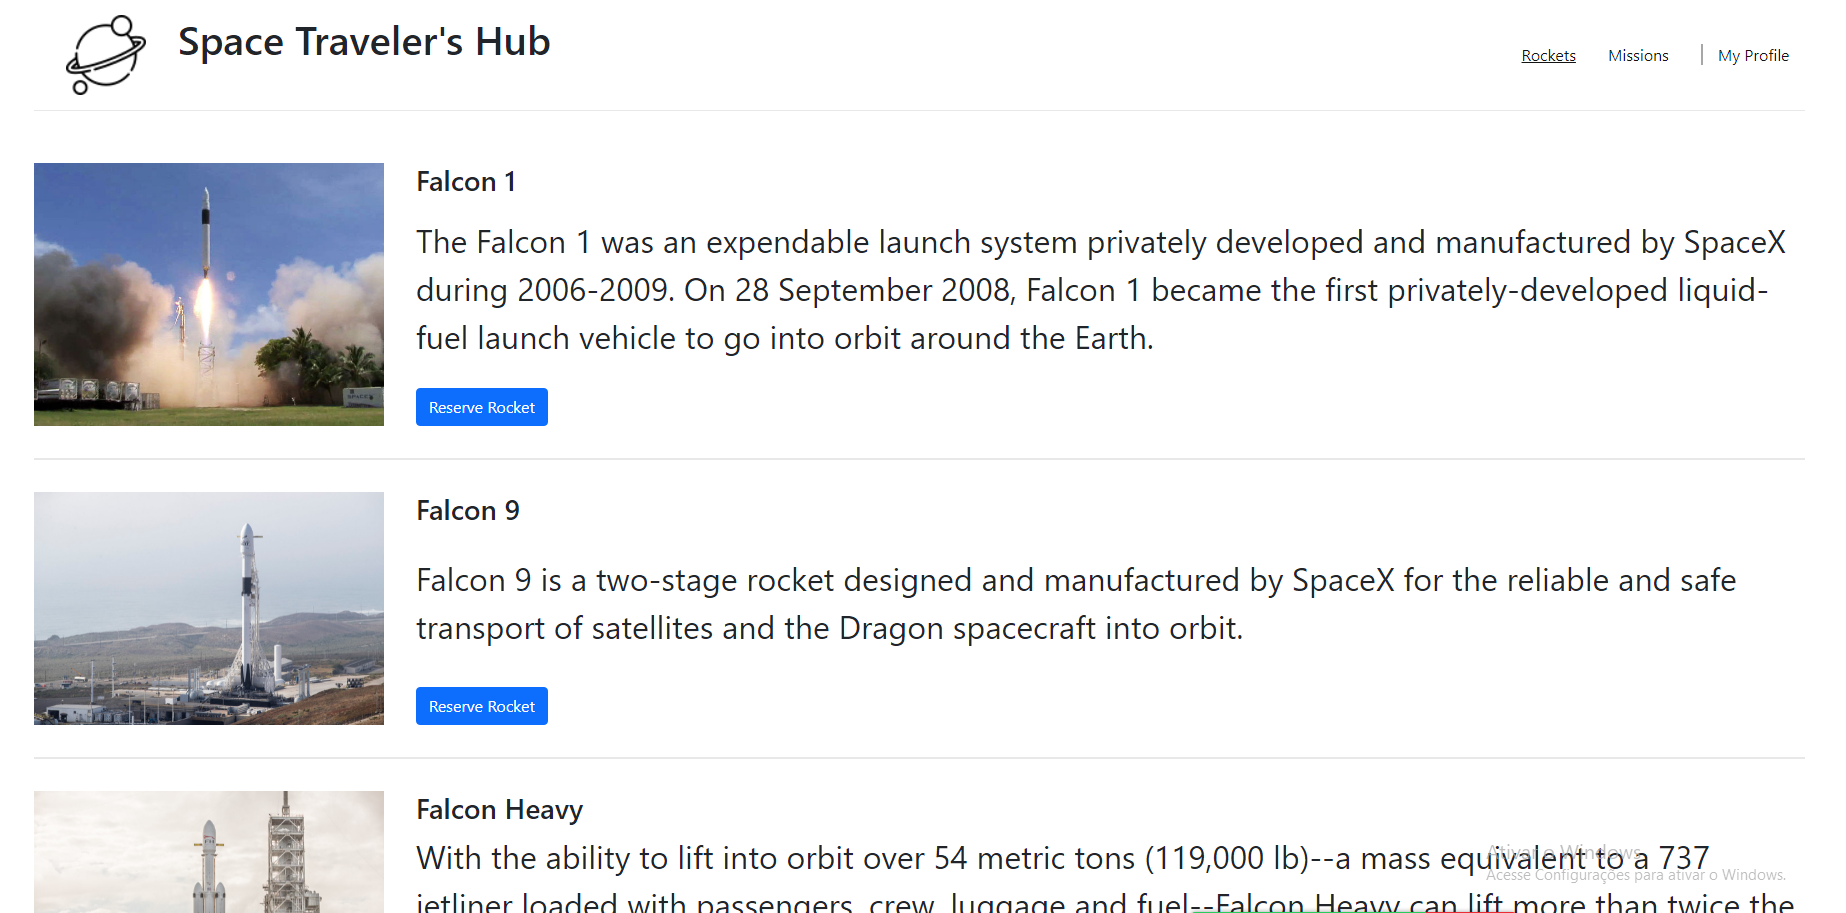 Space Traveler's Hub
Rockets
Missions
My Profile
Falcon 1
The Falcon 1 was an expendable launch system privately developed and manufactured by SpaceX
during 2006-2009. On 28 September 2008, Falcon 1 became the first privately-developed liquid-
fuel launch vehicle to go into orbit around the Earth.
Reserve Rocket
Falcon 9
Falcon 9 is a two-stage rocket designed and manufactured by SpaceX for the reliable and safe
transport of satellites and the Dragon spacecraft into orbit.
Reserve Rocket
Falcon Heavy
With the ability to lift into orbit over 54 metric tons (119,000 lb)--a mass equivalent to a 737
jetliner loaded with passengers, crew, luggage and fuel--Falcon Heavy can lift more than twice the
Ativar o Windows
Acesse Configurações para ativar o Windows.